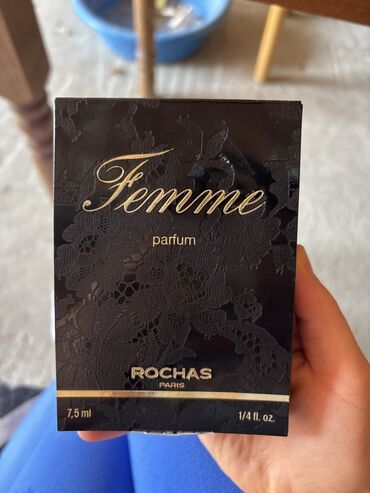 Femme
parfum
ROCHAS
PARIS
7,5 ml 1/4 fl. oz.